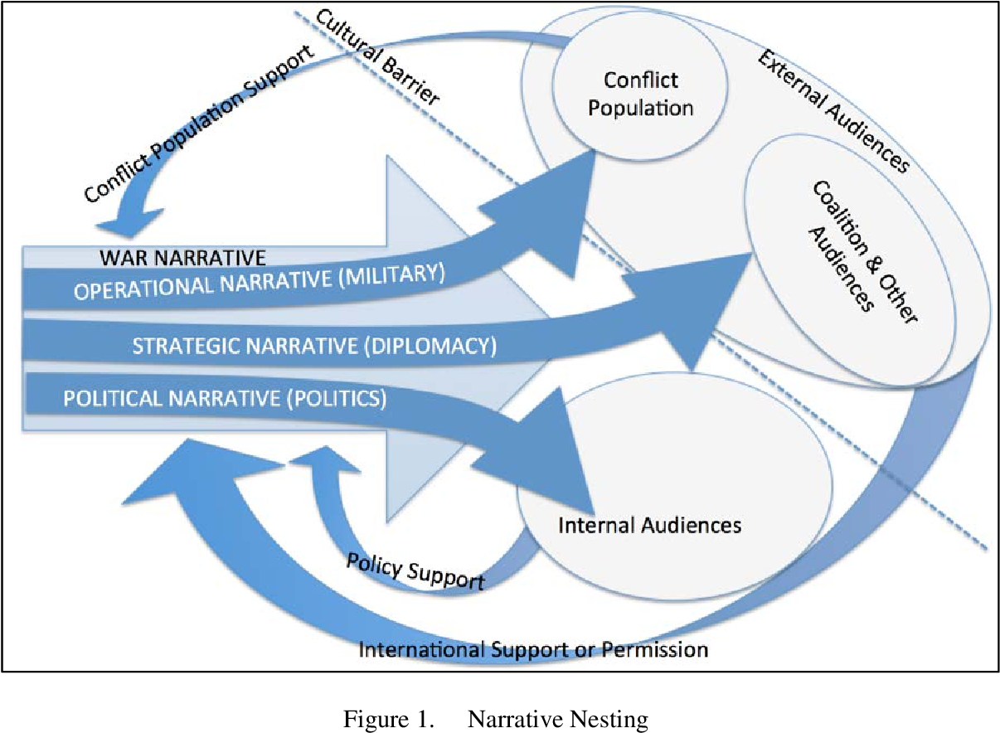 Cultural Barrier
Conflict Population Support
External Audiences
Conflict
Population
Coalition & Other
Audiences
WAR NARRATIVE
OPERATIONAL NARRATIVE (MILITARY)
STRATEGIC NARRATIVE (DIPLOMACY)
POLITICAL NARRATIVE (POLITICS)
Internal Audiences
Policy Support
International Support or Permission
Figure 1. Narrative Nesting